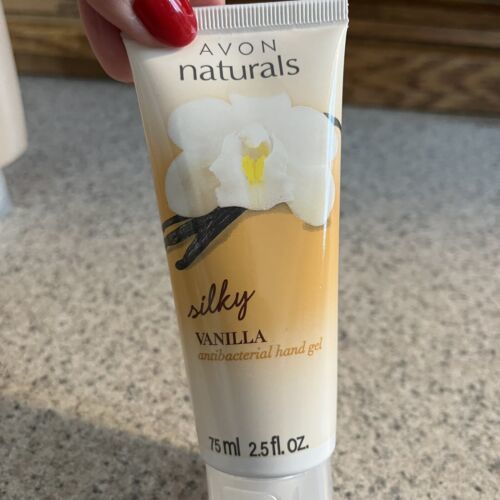 AVON
naturals
silky
VANILLA
antibacterial hand gel
75 ml 2.5 fl. oz.